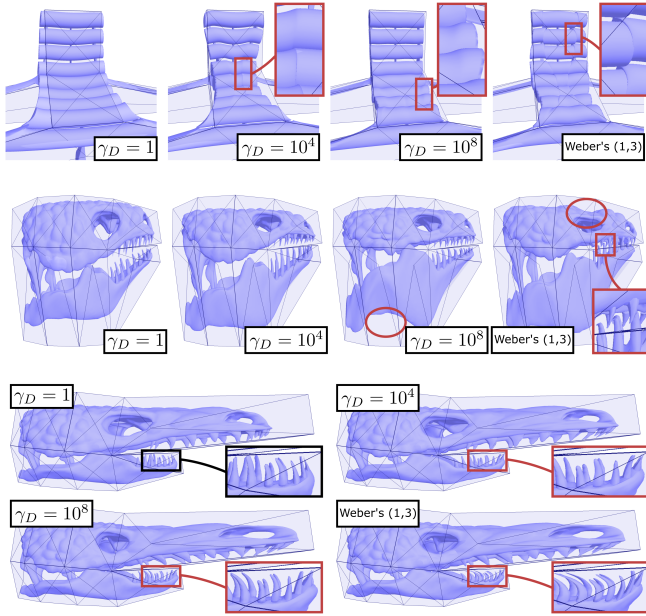 γ_D = 1
γ_D = 10^4
γ_D = 10^8
Weber's (1,3)
γ_D = 1
γ_D = 10^4
γ_D = 10^8
Weber's (1,3)
γ_D = 1
γ_D = 10^4
γ_D = 10^8
Weber's (1,3)